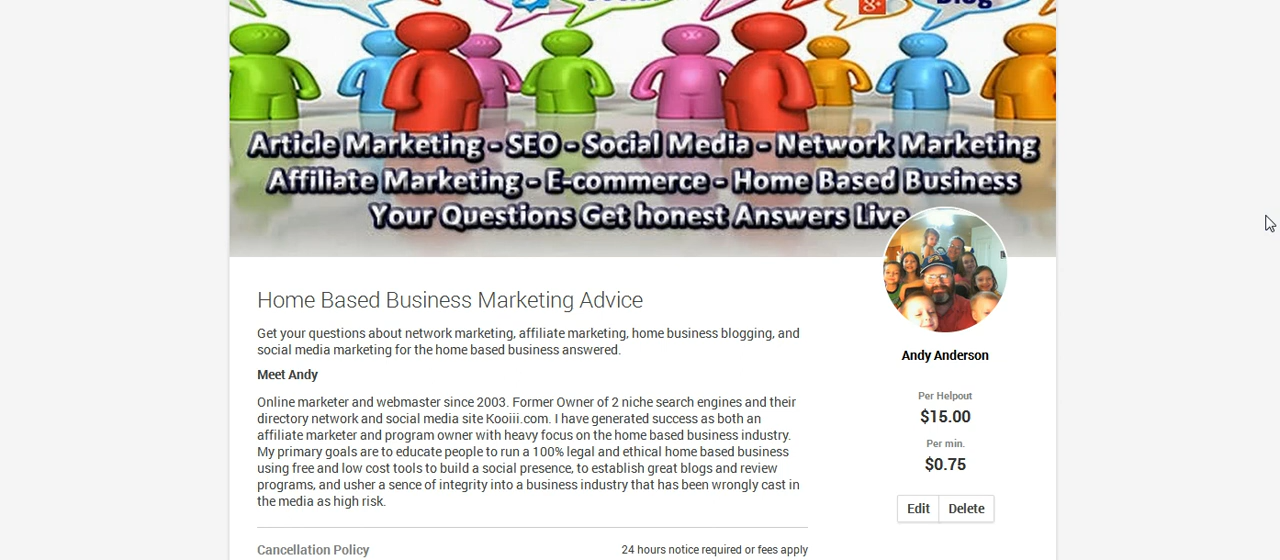 Article Marketing - SEO - Social Media - Network Marketing
Affiliate Marketing - E-commerce - Home Based Business
Your Questions Get honest Answers Live
Home Based Business Marketing Advice
Get your questions about network marketing, affiliate marketing, home business blogging, and
social media marketing for the home based business answered.
Meet Andy
Online marketer and webmaster since 2003. Former Owner of 2 niche search engines and their
directory network and social media site Kooiii.com. I have generated success as both an
affiliate marketer and program owner with heavy focus on the home based business industry.
My primary goals are to educate people to run a 100% legal and ethical home based business
using free and low cost tools to build a social presence, to establish great blogs and review
programs, and usher a sence of integrity into a business industry that has been wrongly cast in
the media as high risk.
Cancellation Policy
24 hours notice required or fees apply
Andy Anderson
Per Helpout
$15.00
Per min.
$0.75
Edit
Delete